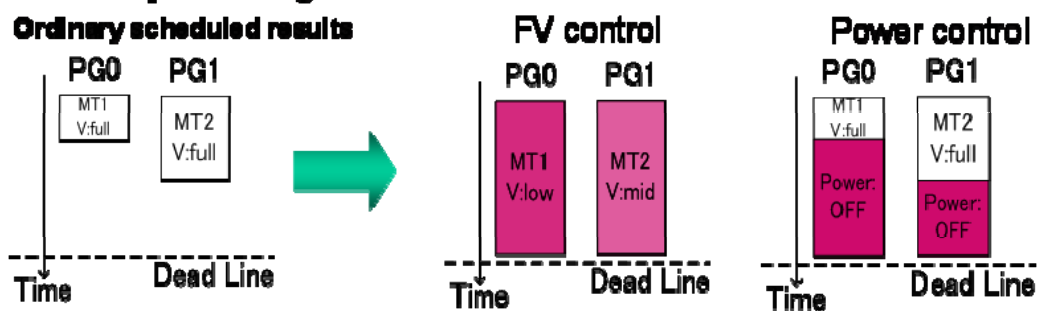 Ordinary scheduled results
PG0 PG1
MT1
V:full
MT2
V:full
Time
Dead Line
FV control
PG0 PG1
MT1
V:low
MT2
V:mid
Time
Dead Line
Power control
PG0 PG1
MT1
V:full
Power:
OFF
MT2
V:full
Power:
OFF
Time
Dead Line